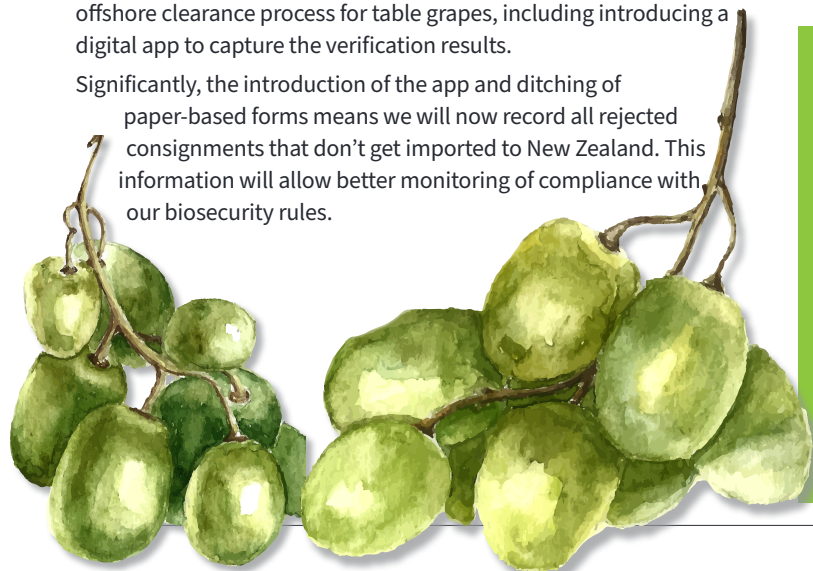 offshore clearance process for table grapes, including introducing a
digital app to capture the verification results.
Significantly, the introduction of the app and ditching of
paper-based forms means we will now record all rejected
consignments that don’t get imported to New Zealand. This
information will allow better monitoring of compliance with
our biosecurity rules.